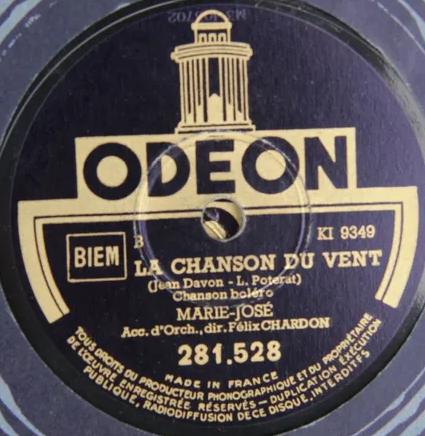 ODEON
BIEM
B
KI 9349
LA CHANSON DU VENT
(Jean Davon - L. Poterat)
Chanson boléro
MARIE-JOSÉ
Acc. d'Orch., dir. Félix CHARDON
281.528
MADE IN FRANCE
TOUS DROITS DU PRODUCTEUR PHONOGRAPHIQUE ET DU PROPRIÉTAIRE
DE L'ŒUVRE ENREGISTRÉE RÉSERVÉS - DUPLICATION EXÉCUTION
PUBLIQUE, RADIODIFFUSION DE CE DISQUE, INTERDITES